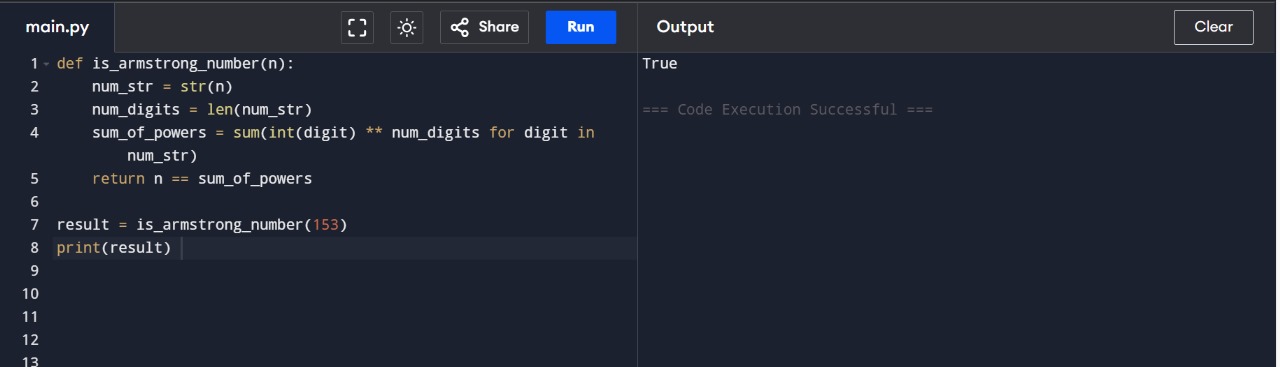 main.py Share Run Output Clear
1 def is_armstrong_number(n):
2     num_str = str(n)
3     num_digits = len(num_str)
4     sum_of_powers = sum(int(digit) ** num_digits for digit in
            num_str)
5     return n == sum_of_powers
6
7 result = is_armstrong_number(153)
8 print(result)
9
10
11
12
13
True
=== Code Execution Successful ===